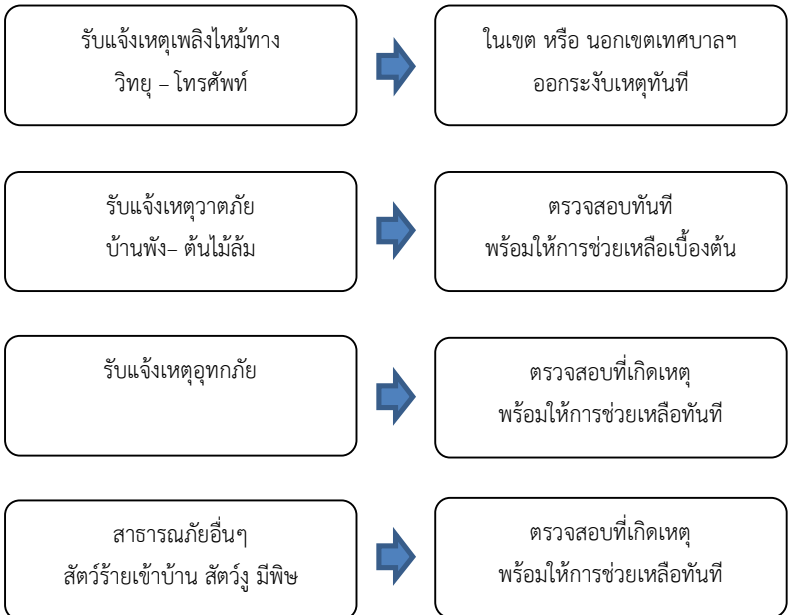 รับแจ้งเหตุเพลิงไหม้ทาง
วิทยุ – โทรศัพท์
ในเขต หรือ นอกเขตเทศบาลฯ
ออกระงับเหตุทันที
รับแจ้งเหตุวาตภัย
บ้านพัง– ต้นไม้ล้ม
ตรวจสอบทันที
พร้อมให้การช่วยเหลือเบื้องต้น
รับแจ้งเหตุอุทกภัย
ตรวจสอบที่เกิดเหตุ
พร้อมให้การช่วยเหลือทันที
สาธารณภัยอื่นๆ
สัตว์ร้ายเข้าบ้าน สัตว์งู มีพิษ
ตรวจสอบที่เกิดเหตุ
พร้อมให้การช่วยเหลือทันที